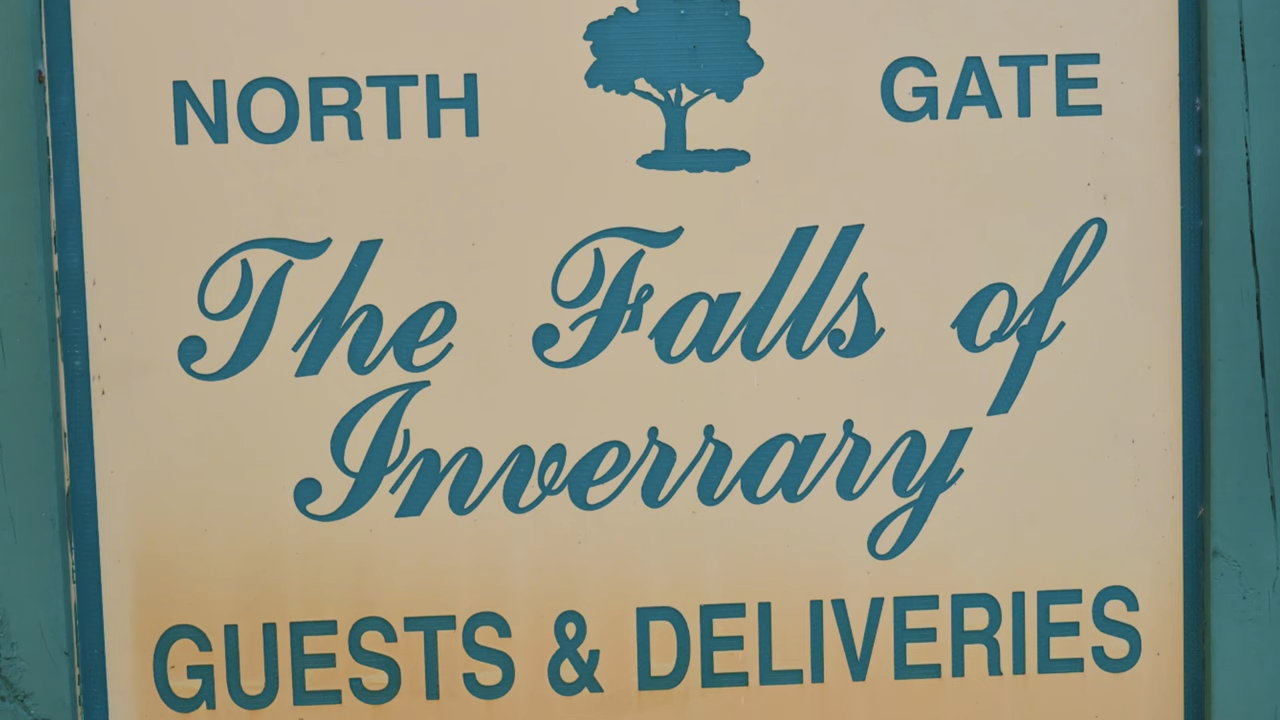 NORTH GATE
The Falls of
Inverrary
GUESTS & DELIVERIES